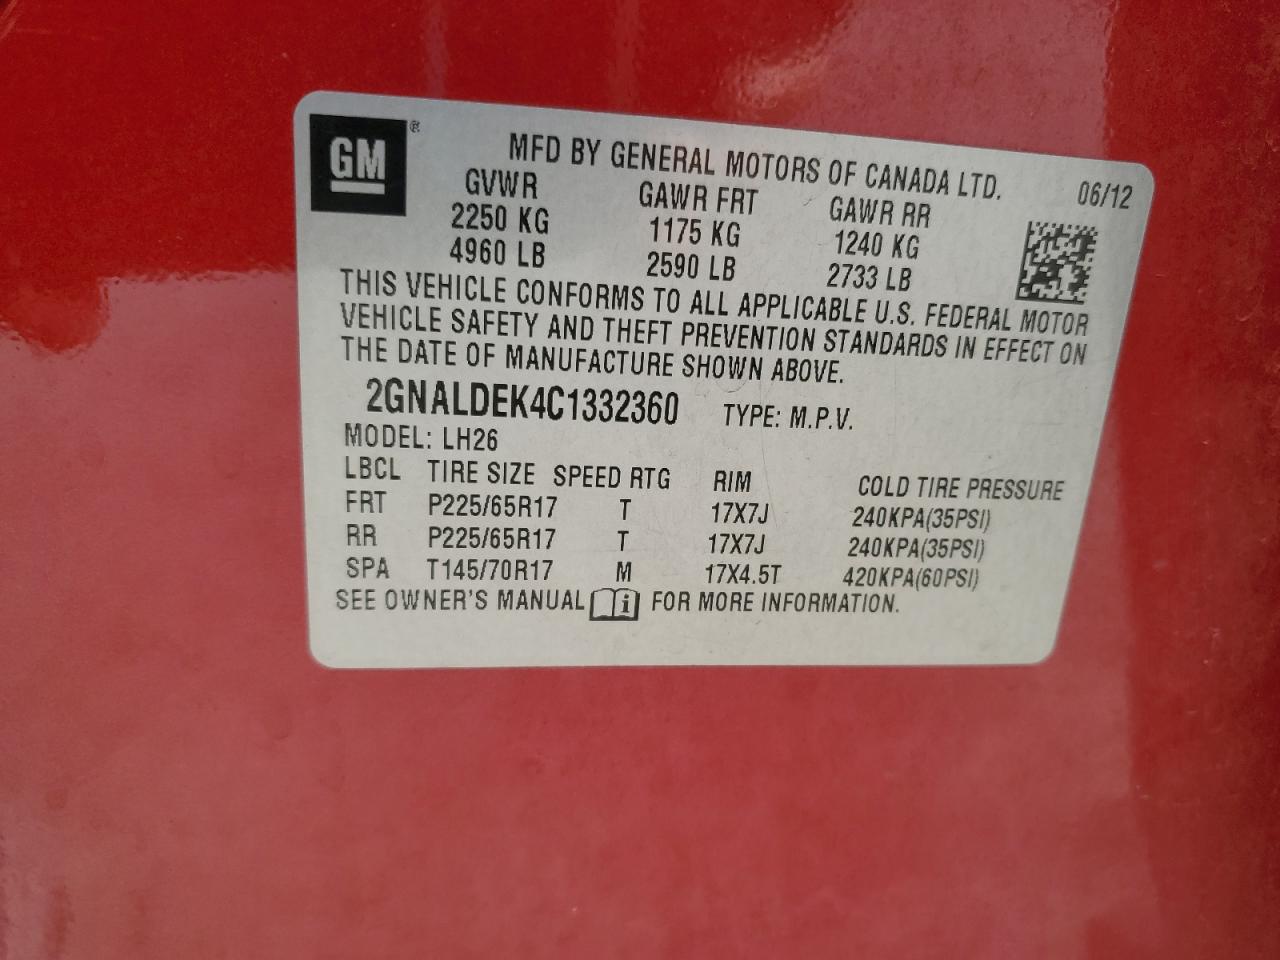 GM®
MFD BY GENERAL MOTORS OF CANADA LTD. 06/12
GVWR GAWR FRT GAWR RR
2250 KG 1175 KG 1240 KG
4960 LB 2590 LB 2733 LB
THIS VEHICLE CONFORMS TO ALL APPLICABLE U.S. FEDERAL MOTOR
VEHICLE SAFETY AND THEFT PREVENTION STANDARDS IN EFFECT ON
THE DATE OF MANUFACTURE SHOWN ABOVE.
2GNALDEK4C1332360 TYPE: M.P.V.
MODEL: LH26
LBCL TIRE SIZE SPEED RTG RIM COLD TIRE PRESSURE
FRT P225/65R17 T 17X7J 240KPA(35PSI)
RR P225/65R17 T 17X7J 240KPA(35PSI)
SPA T145/70R17 M 17X4.5T 420KPA(60PSI)
SEE OWNER'S MANUAL i FOR MORE INFORMATION.